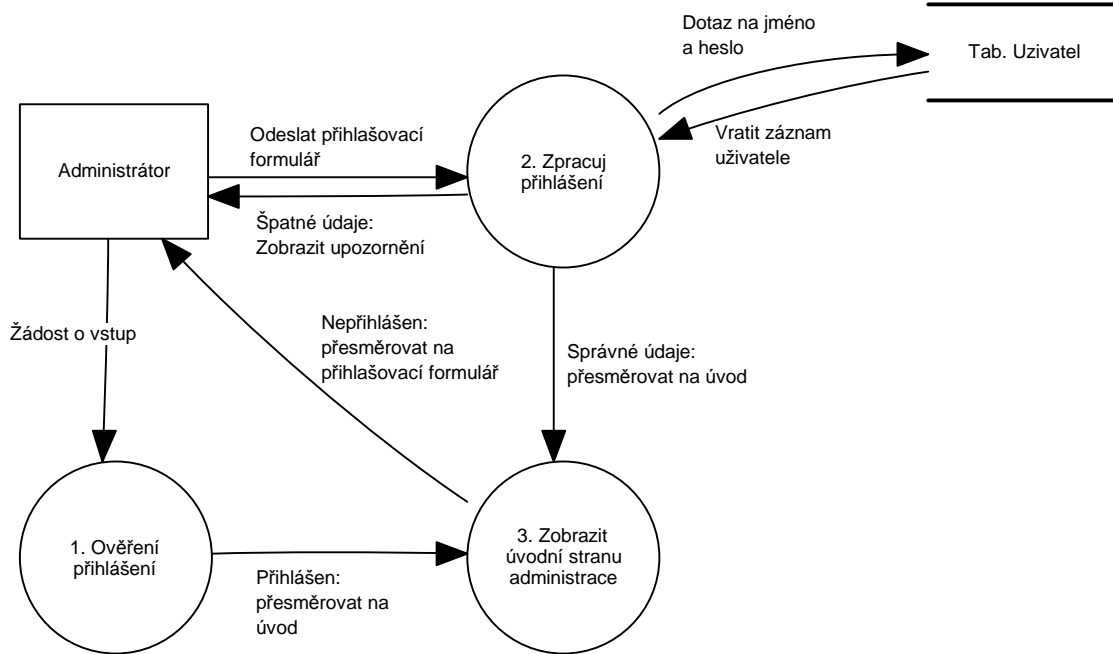 Dotaz na jméno
a heslo
Tab. Uzivatel
Odeslat přihlašovací
formulář
Administrátor
2. Zpracuj
přihlášení
Vratit záznam
uživatele
Špatné údaje:
Zobrazit upozornění
Žádost o vstup
Nepřihlášen:
přesměrovat na
přihlašovací formulář
Správné údaje:
přesměrovat na úvod
1. Ověření
přihlášení
3. Zobrazit
úvodní stranu
administrace
Přihlášen:
přesměrovat na
úvod